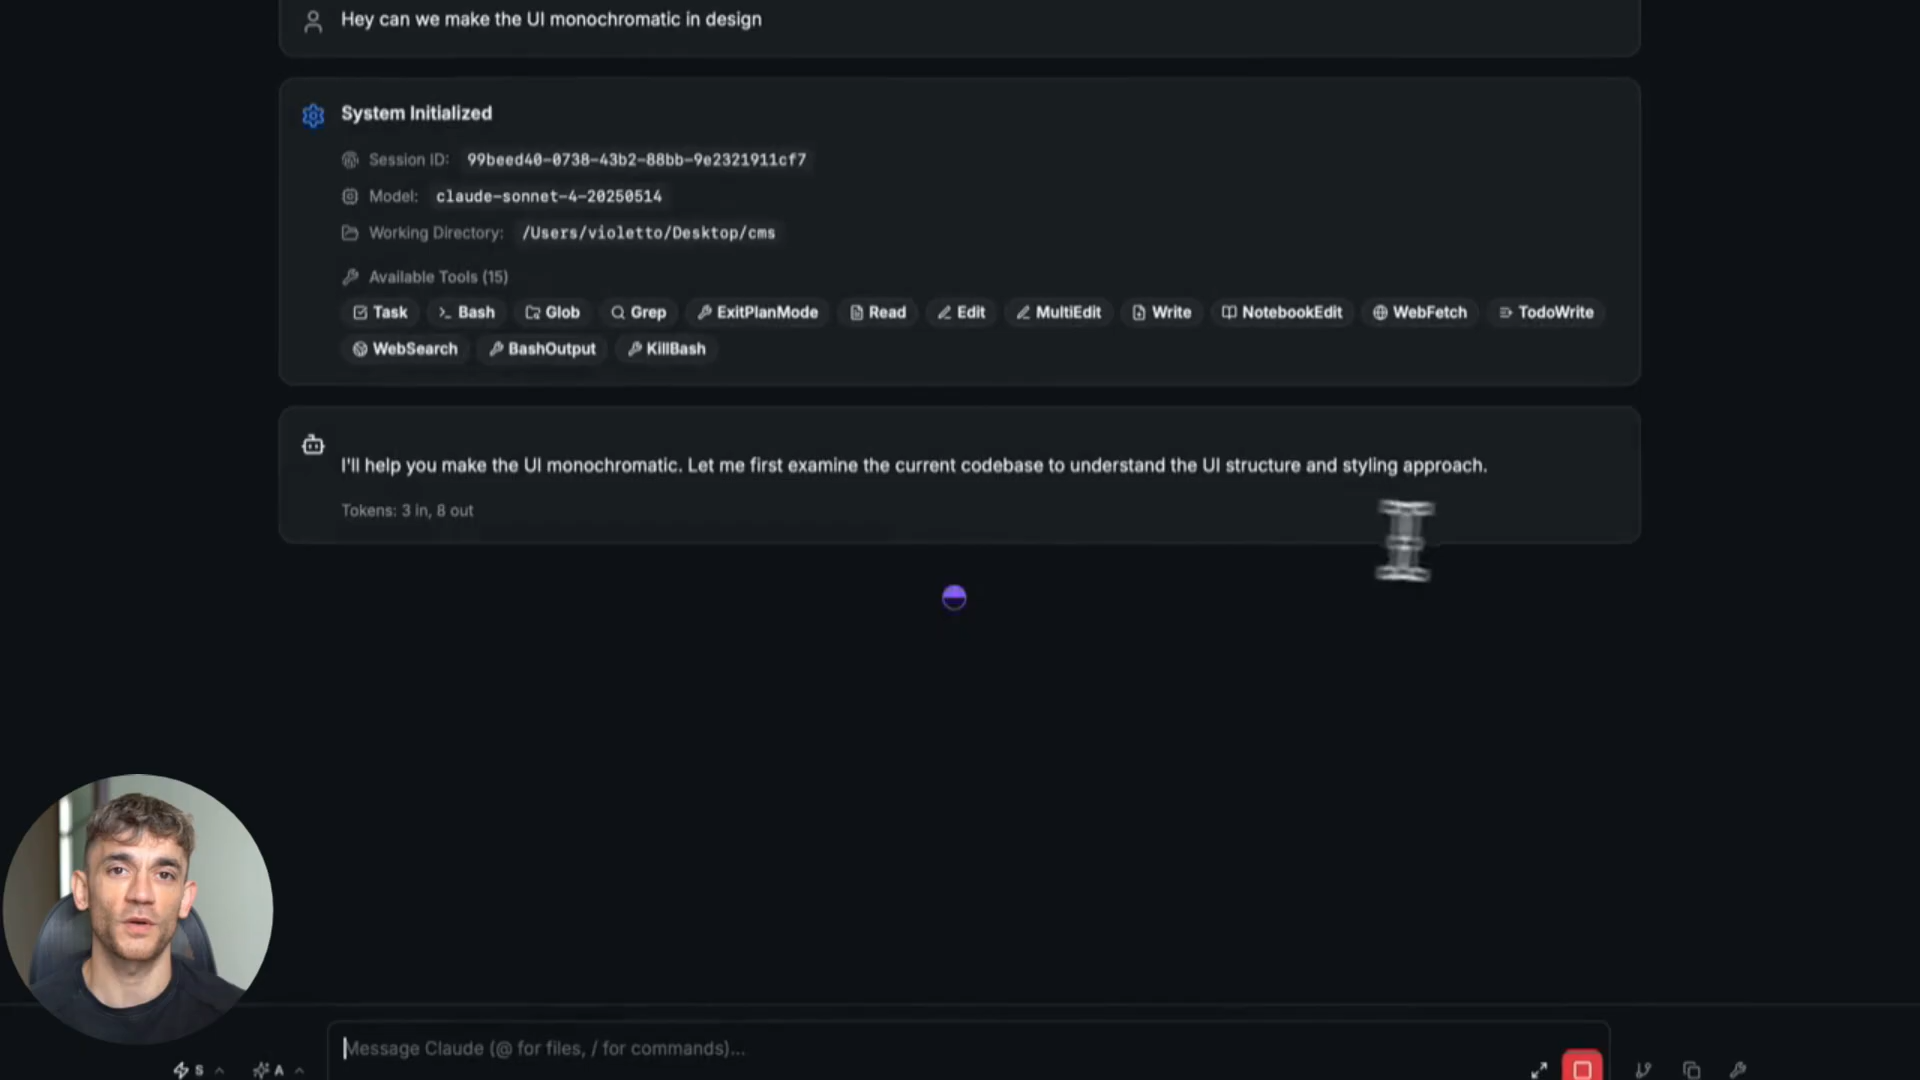 Hey can we make the UI monochromatic in design
System Initialized
Session ID: 99beed40-0738-43b2-88bb-9e2321911cf7
Model: claude-sonnet-4-20250514
Working Directory: /Users/violetto/Desktop/cms
Available Tools (15)
Task Bash Glob Grep ExitPlanMode Read Edit MultiEdit Write NotebookEdit WebFetch TodoWrite
WebSearch BashOutput KillBash
I'll help you make the UI monochromatic. Let me first examine the current codebase to understand the UI structure and styling approach.
Tokens: 3 in, 8 out
Message Claude (@ for files, / for commands)...
S A